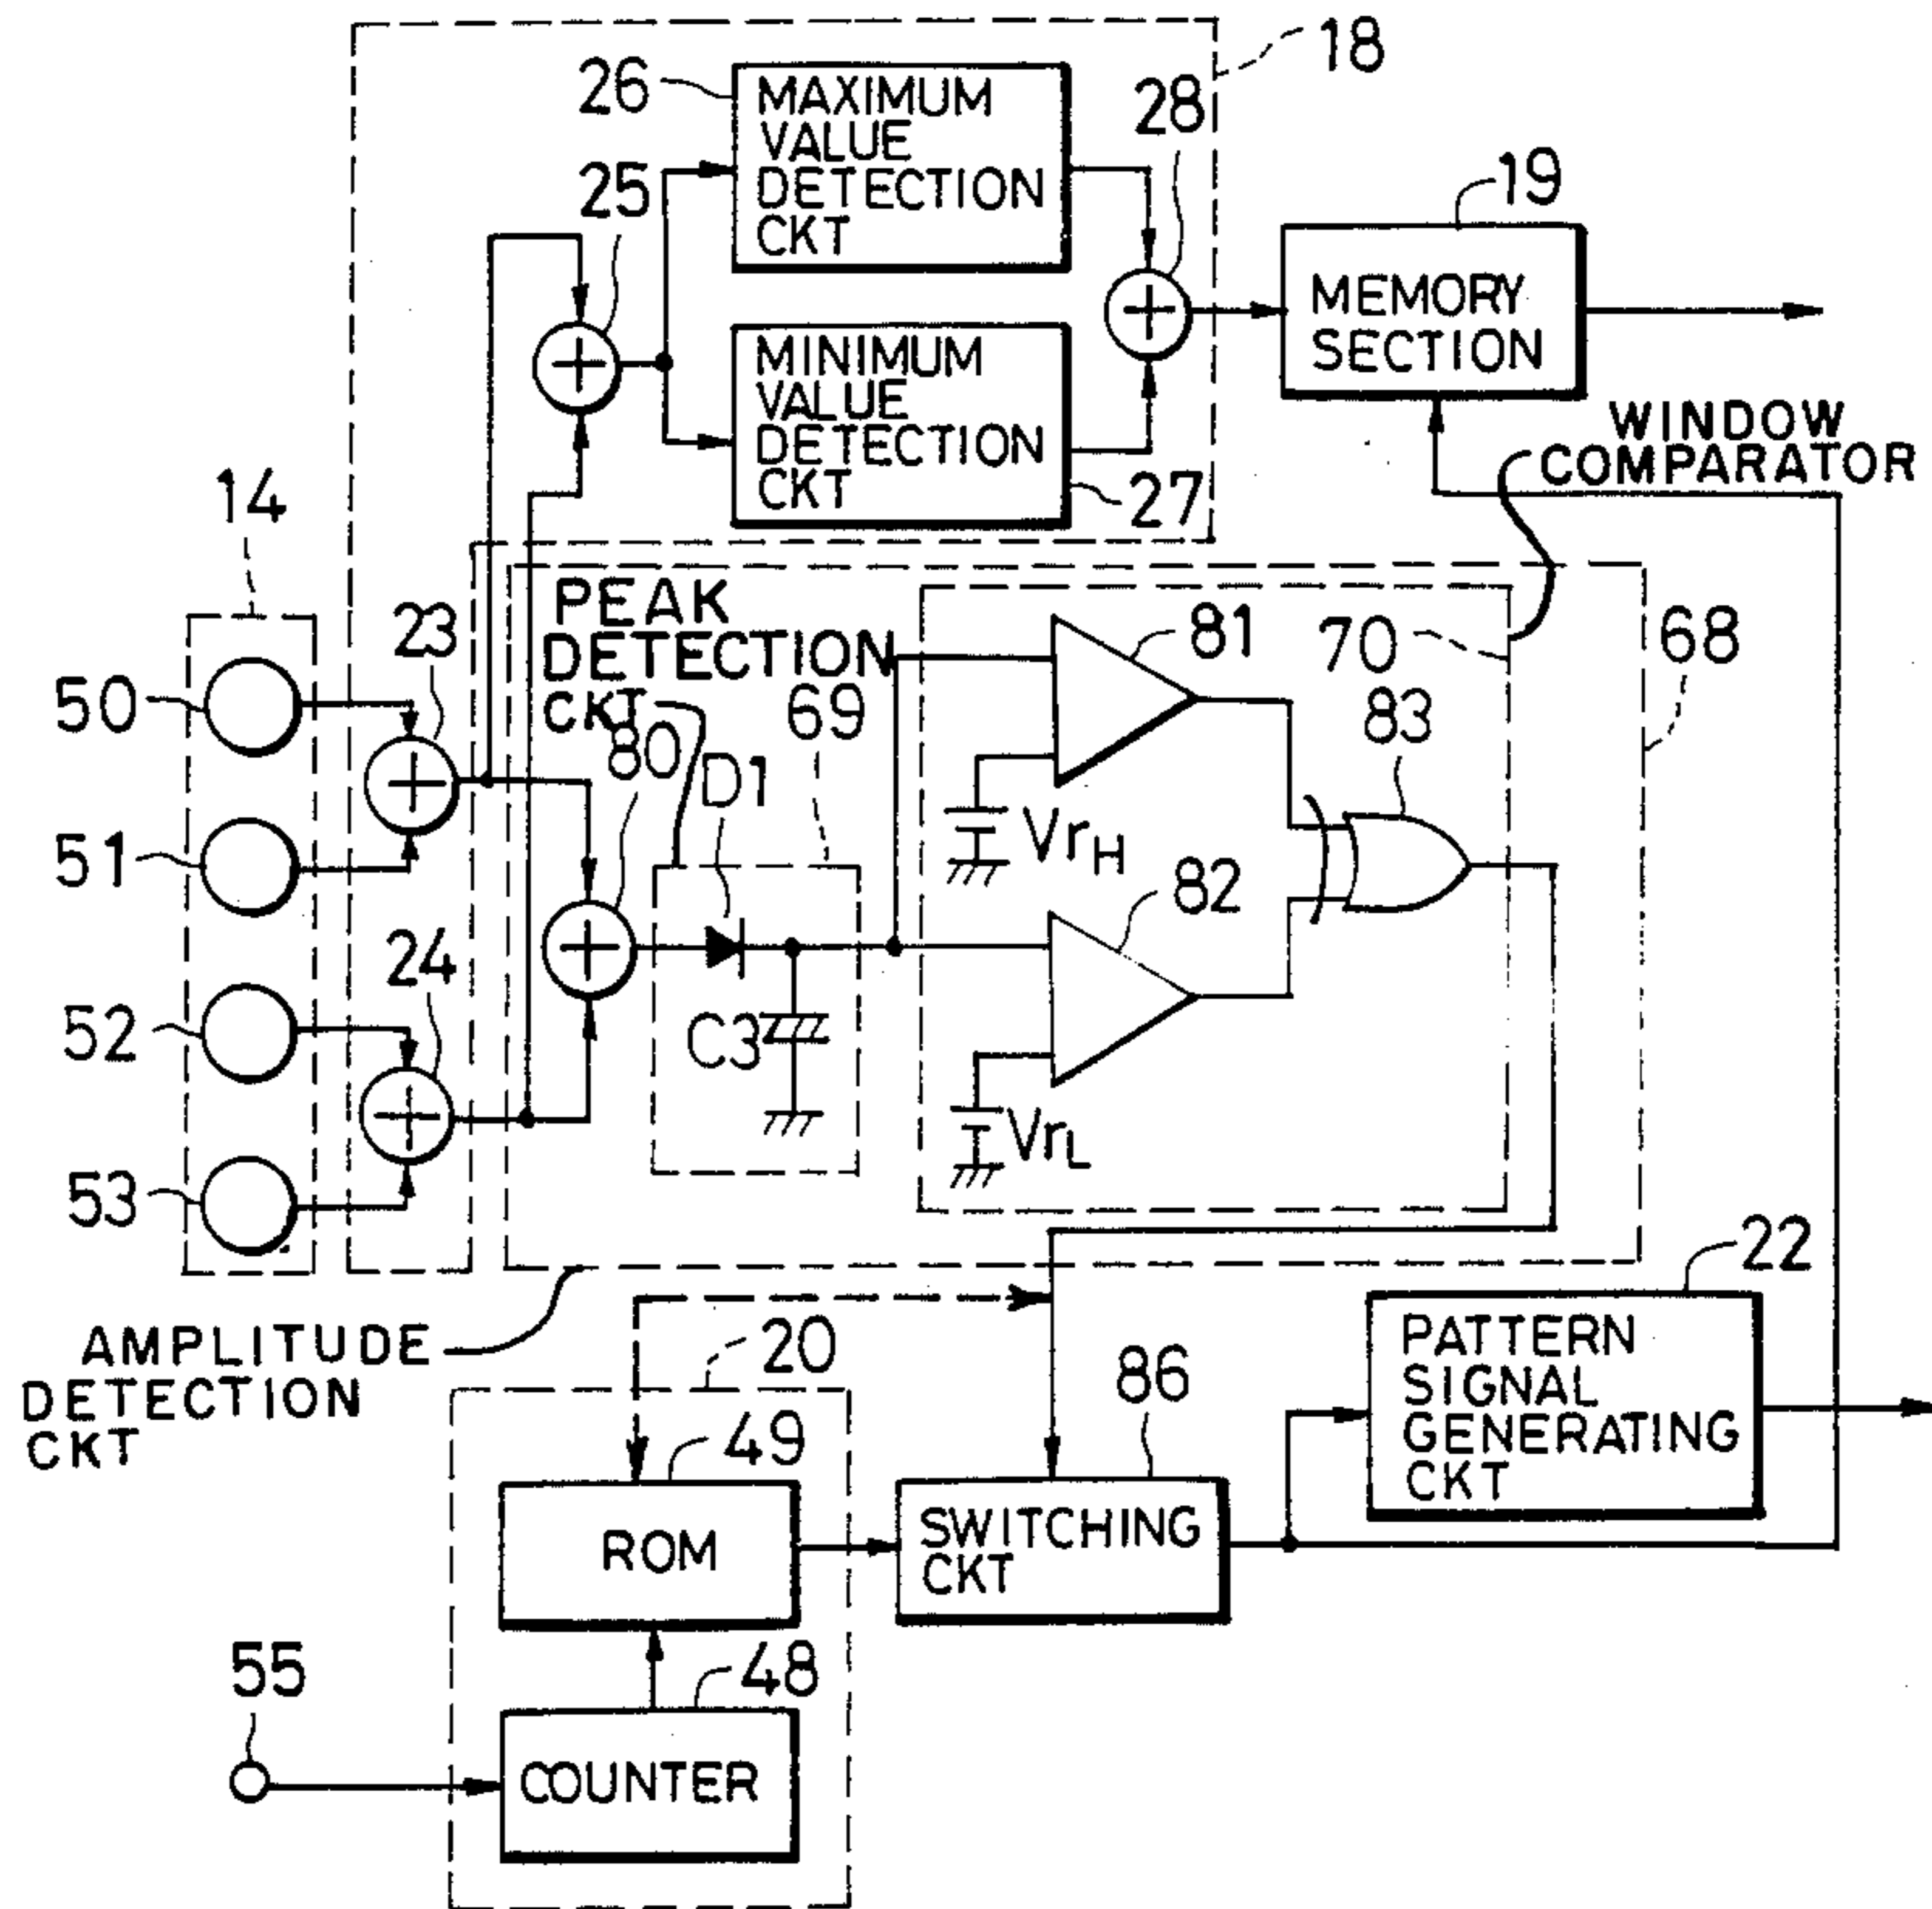 18
26
MAXIMUM
VALUE
DETECTION
CKT
28
25
19
MEMORY
SECTION
MINIMUM
VALUE
DETECTION
CKT
27
WINDOW
COMPARATOR
14
PEAK
DETECTION
CKT
23
81
70
68
50
69
83
80
D1
51
VrH
82
24
52
C3
VrL
53
22
AMPLITUDE
DETECTION
CKT
20
86
PATTERN
SIGNAL
GENERATING
CKT
49
ROM
SWITCHING
CKT
55
48
COUNTER